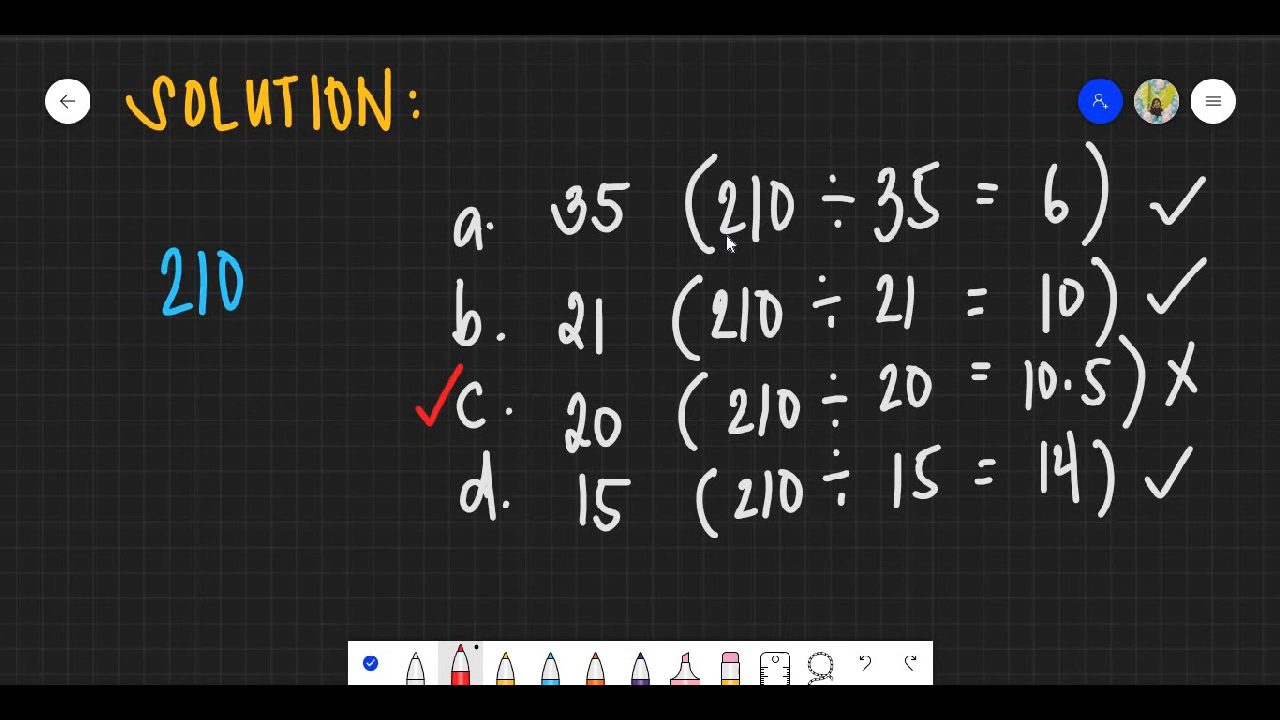 SOLUTION:
210
a. 35 (210 ÷ 35 = 6) ✓
b. 21 (210 ÷ 21 = 10) ✓
✓ c. 20 (210 ÷ 20 = 10.5) X
d. 15 (210 ÷ 15 = 14) ✓